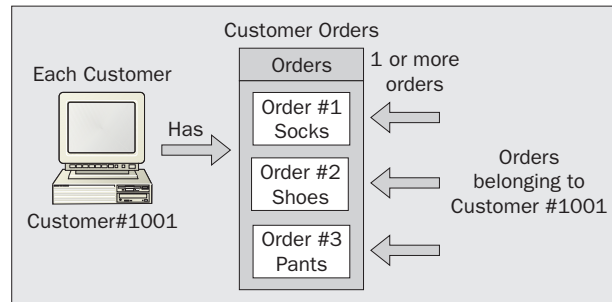 Customer Orders
Each Customer
Has
Customer#1001
Orders
Order #1
Socks
Order #2
Shoes
Order #3
Pants
1 or more
orders
Orders
belonging to
Customer #1001